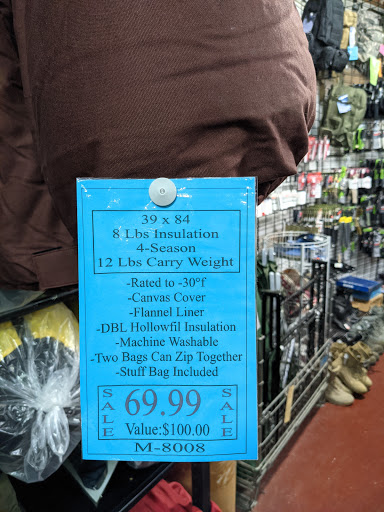 39 x 84
8 Lbs Insulation
4-Season
12 Lbs Carry Weight
-Rated to -30°f
-Canvas Cover
-Flannel Liner
-DBL Hollowfil Insulation
-Machine Washable
-Two Bags Can Zip Together
-Stuff Bag Included
SALE 69.99 SALE
Value:$100.00
M-8008